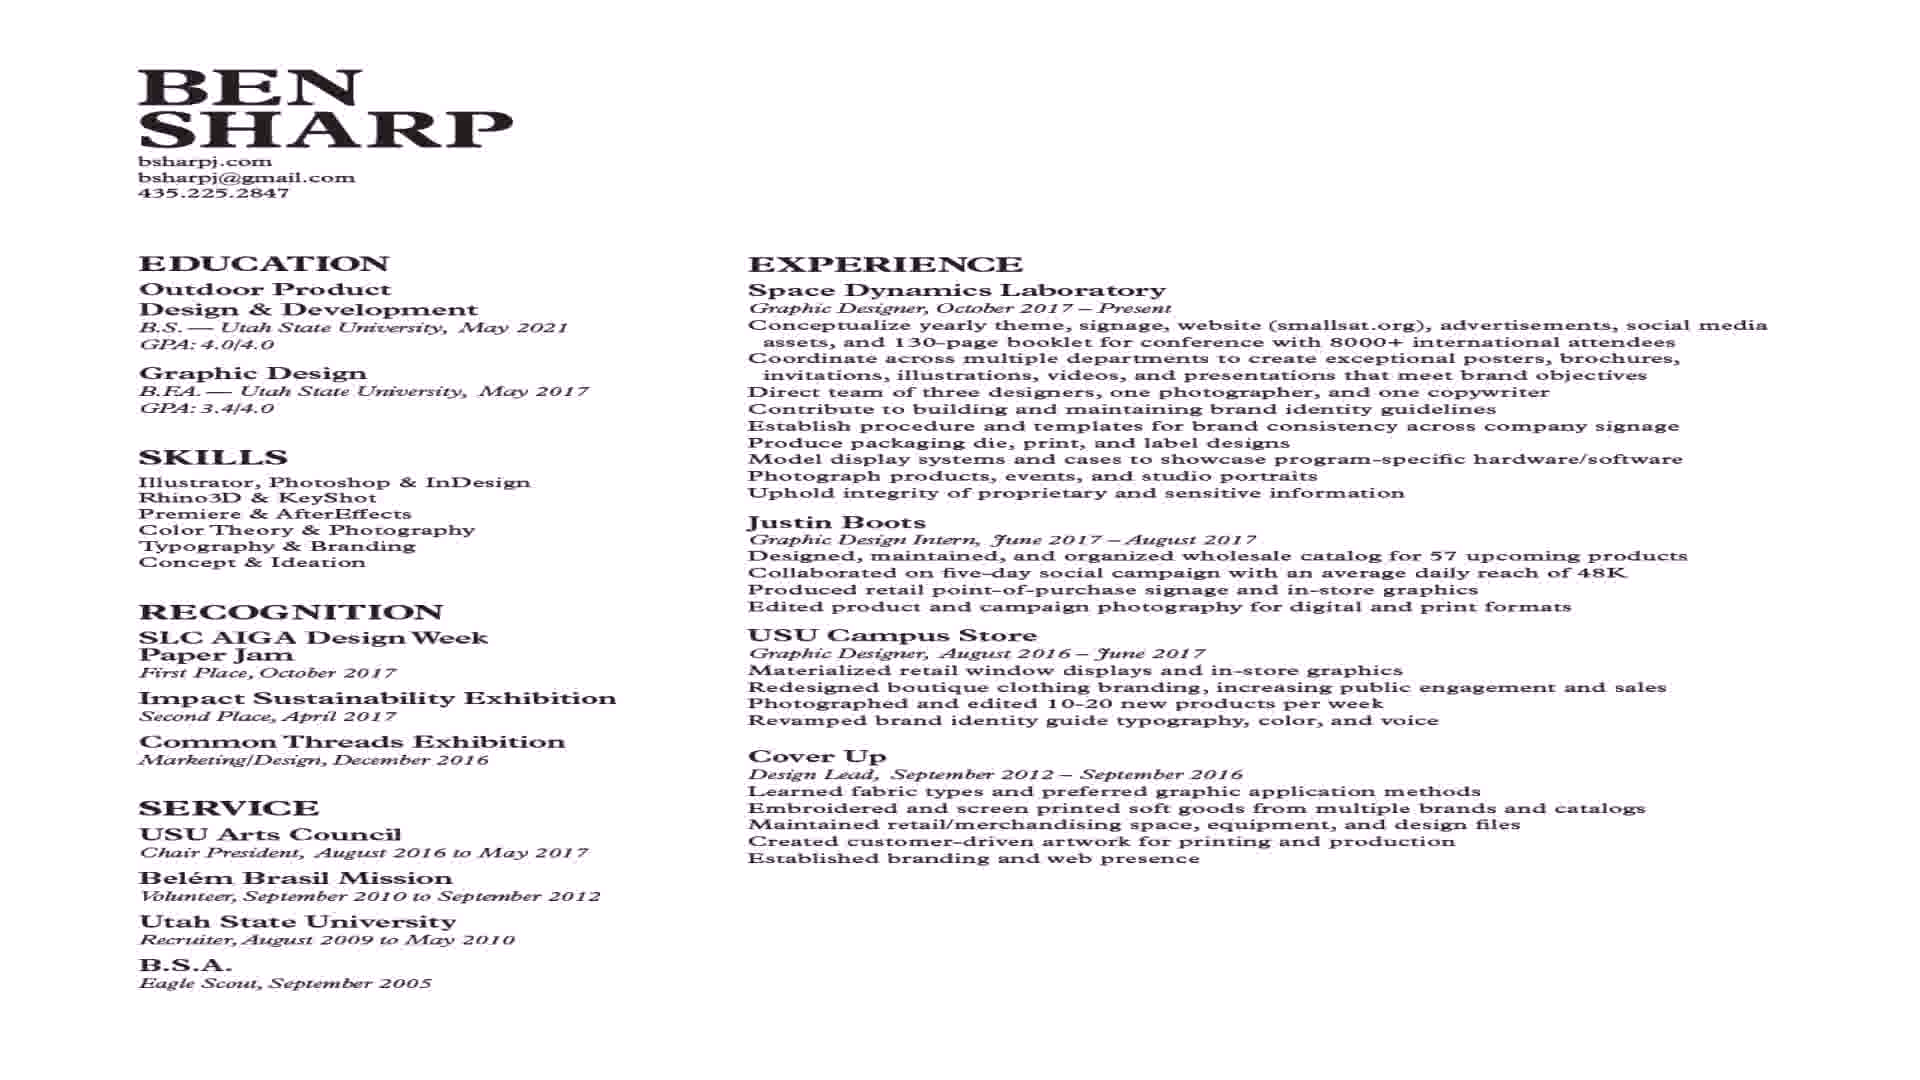 BEN
SHARP
bsharpj.com
bsharpj@gmail.com
435.225.2847
EDUCATION
Outdoor Product
Design & Development
B.S. — Utah State University, May 2021
GPA: 4.0/4.0
Graphic Design
B.F.A. — Utah State University, May 2017
GPA: 3.4/4.0
SKILLS
Illustrator, Photoshop & InDesign
Rhino3D & KeyShot
Premiere & AfterEffects
Color Theory & Photography
Typography & Branding
Concept & Ideation
RECOGNITION
SLC AIGA Design Week
Paper Jam
First Place, October 2017
Impact Sustainability Exhibition
Second Place, April 2017
Common Threads Exhibition
Marketing/Design, December 2016
SERVICE
USU Arts Council
Chair President, August 2016 to May 2017
Belém Brasil Mission
Volunteer, September 2010 to September 2012
Utah State University
Recruiter, August 2009 to May 2010
B.S.A.
Eagle Scout, September 2005
EXPERIENCE
Space Dynamics Laboratory
Graphic Designer, October 2017 – Present
Conceptualize yearly theme, signage, website (smallsat.org), advertisements, social media
assets, and 130-page booklet for conference with 8000+ international attendees
Coordinate across multiple departments to create exceptional posters, brochures,
invitations, illustrations, videos, and presentations that meet brand objectives
Direct team of three designers, one photographer, and one copywriter
Contribute to building and maintaining brand identity guidelines
Establish procedure and templates for brand consistency across company signage
Produce packaging die, print, and label designs
Model display systems and cases to showcase program-specific hardware/software
Photograph products, events, and studio portraits
Uphold integrity of proprietary and sensitive information
Justin Boots
Graphic Design Intern, June 2017 – August 2017
Designed, maintained, and organized wholesale catalog for 57 upcoming products
Collaborated on five-day social campaign with an average daily reach of 48K
Produced retail point-of-purchase signage and in-store graphics
Edited product and campaign photography for digital and print formats
USU Campus Store
Graphic Designer, August 2016 – June 2017
Materialized retail window displays and in-store graphics
Redesigned boutique clothing branding, increasing public engagement and sales
Photographed and edited 10-20 new products per week
Revamped brand identity guide typography, color, and voice
Cover Up
Design Lead, September 2012 – September 2016
Learned fabric types and preferred graphic application methods
Embroidered and screen printed soft goods from multiple brands and catalogs
Maintained retail/merchandising space, equipment, and design files
Created customer-driven artwork for printing and production
Established branding and web presence